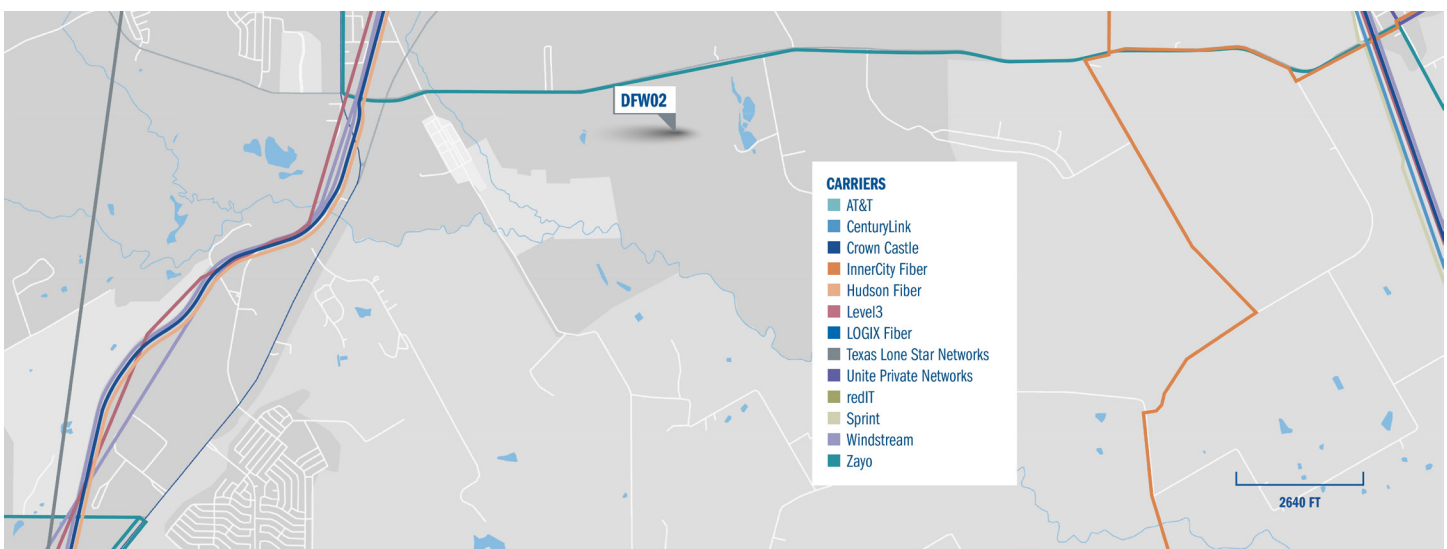 DFW02
CARRIERS
AT&T
CenturyLink
Crown Castle
InnerCity Fiber
Hudson Fiber
Level3
LOGIX Fiber
Texas Lone Star Networks
Unite Private Networks
redIT
Sprint
Windstream
Zayo
2640 FT